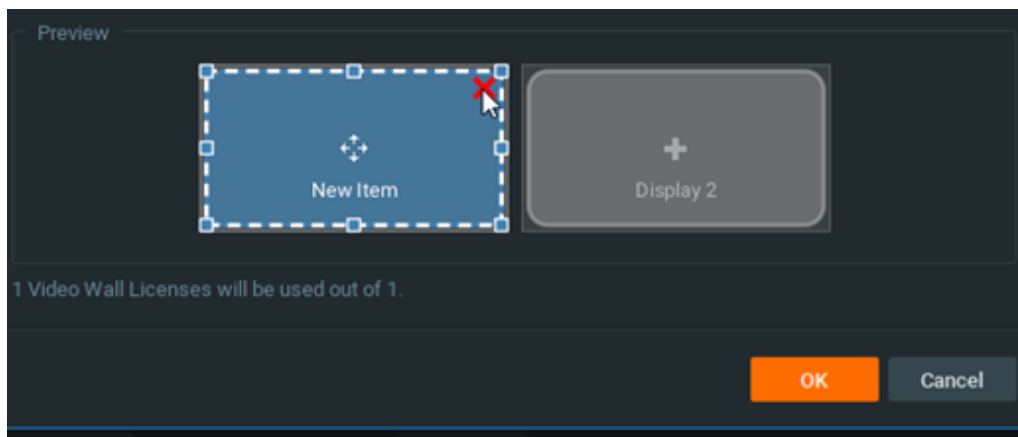 Preview
New Item
Display 2
1 Video Wall Licenses will be used out of 1.
OK
Cancel